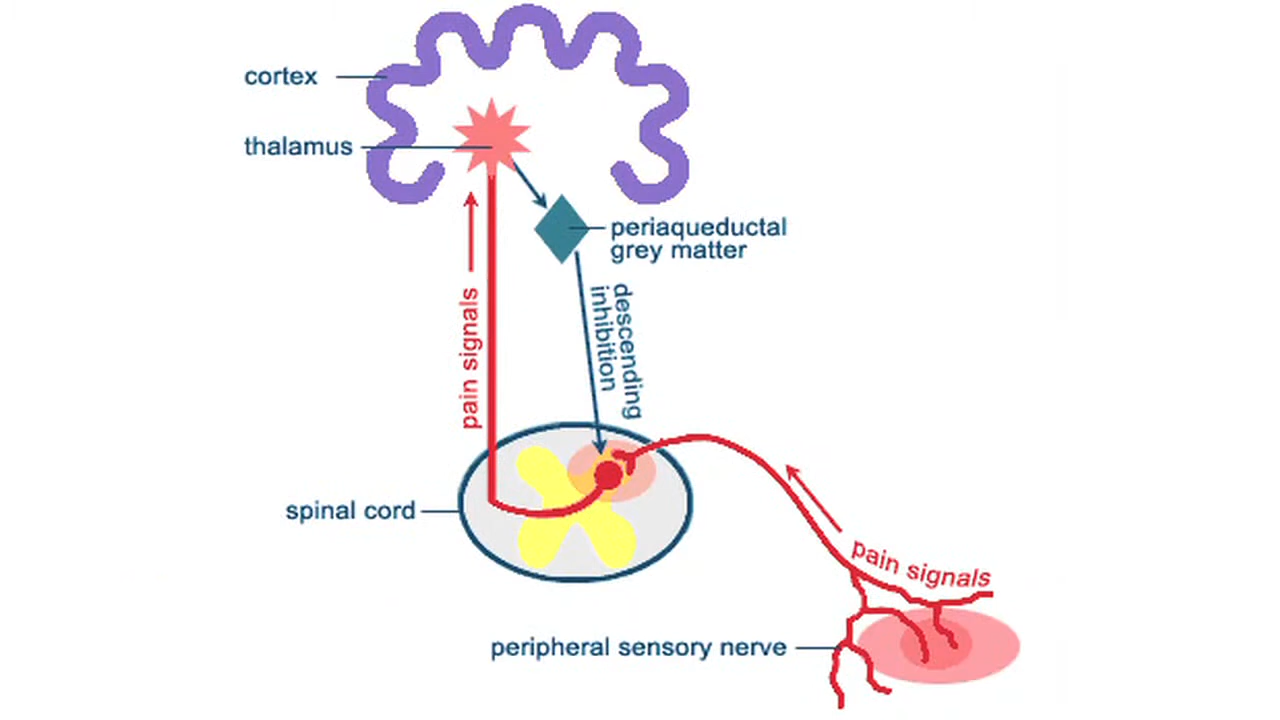 cortex
thalamus
periaqueductal
grey matter
pain signals
descending
inhibition
spinal cord
pain signals
peripheral sensory nerve